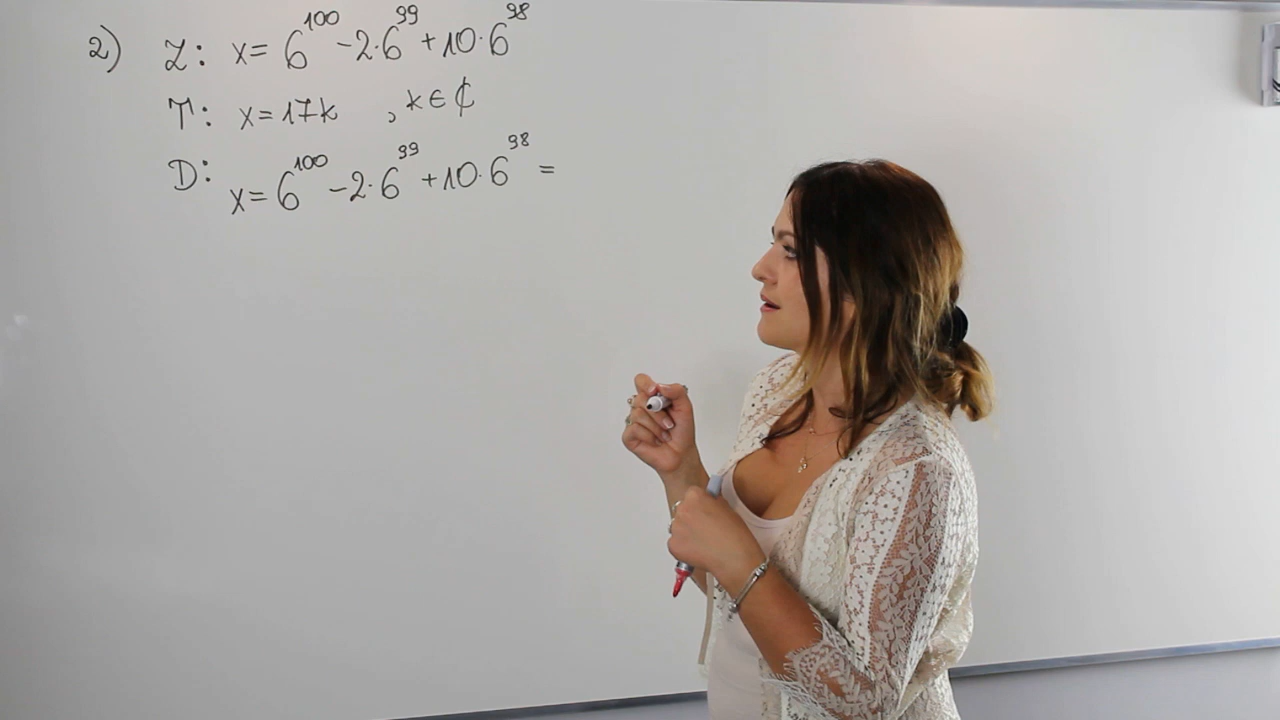 2) Z: x = 6¹⁰⁰ - 2·6⁹⁹ + 10·6⁹⁸
T: x = 17k , k ∈ ℂ
D: x = 6¹⁰⁰ - 2·6⁹⁹ + 10·6⁹⁸ =